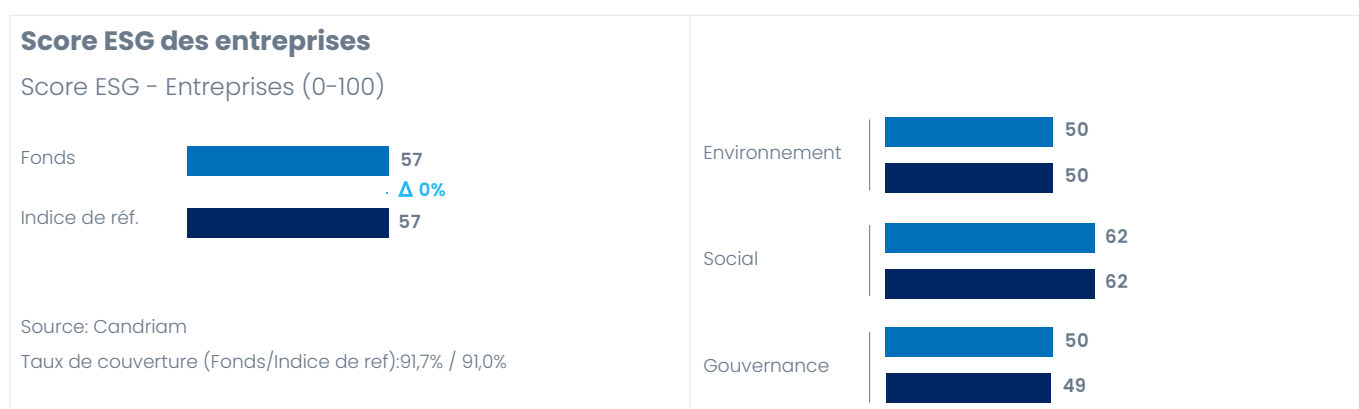 Score ESG des entreprises
Score ESG - Entreprises (0-100)
Fonds
57
Δ 0%
Indice de réf.
57
Source: Candriam
Taux de couverture (Fonds/Indice de ref):91,7% / 91,0%
Environnement
50
50
Social
62
62
Gouvernance
50
49